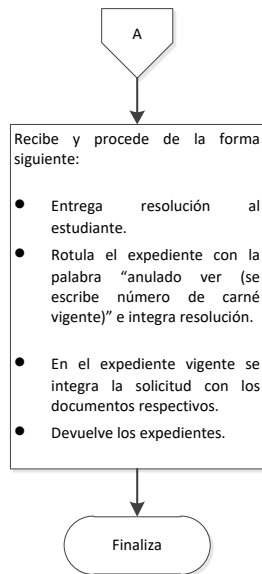 A
Recibe y procede de la forma
siguiente:
● Entrega resolución al
estudiante.
● Rotula el expediente con la
palabra “anulado ver (se
escribe número de carné
vigente)” e integra resolución.
● En el expediente vigente se
integra la solicitud con los
documentos respectivos.
● Devuelve los expedientes.
Finaliza